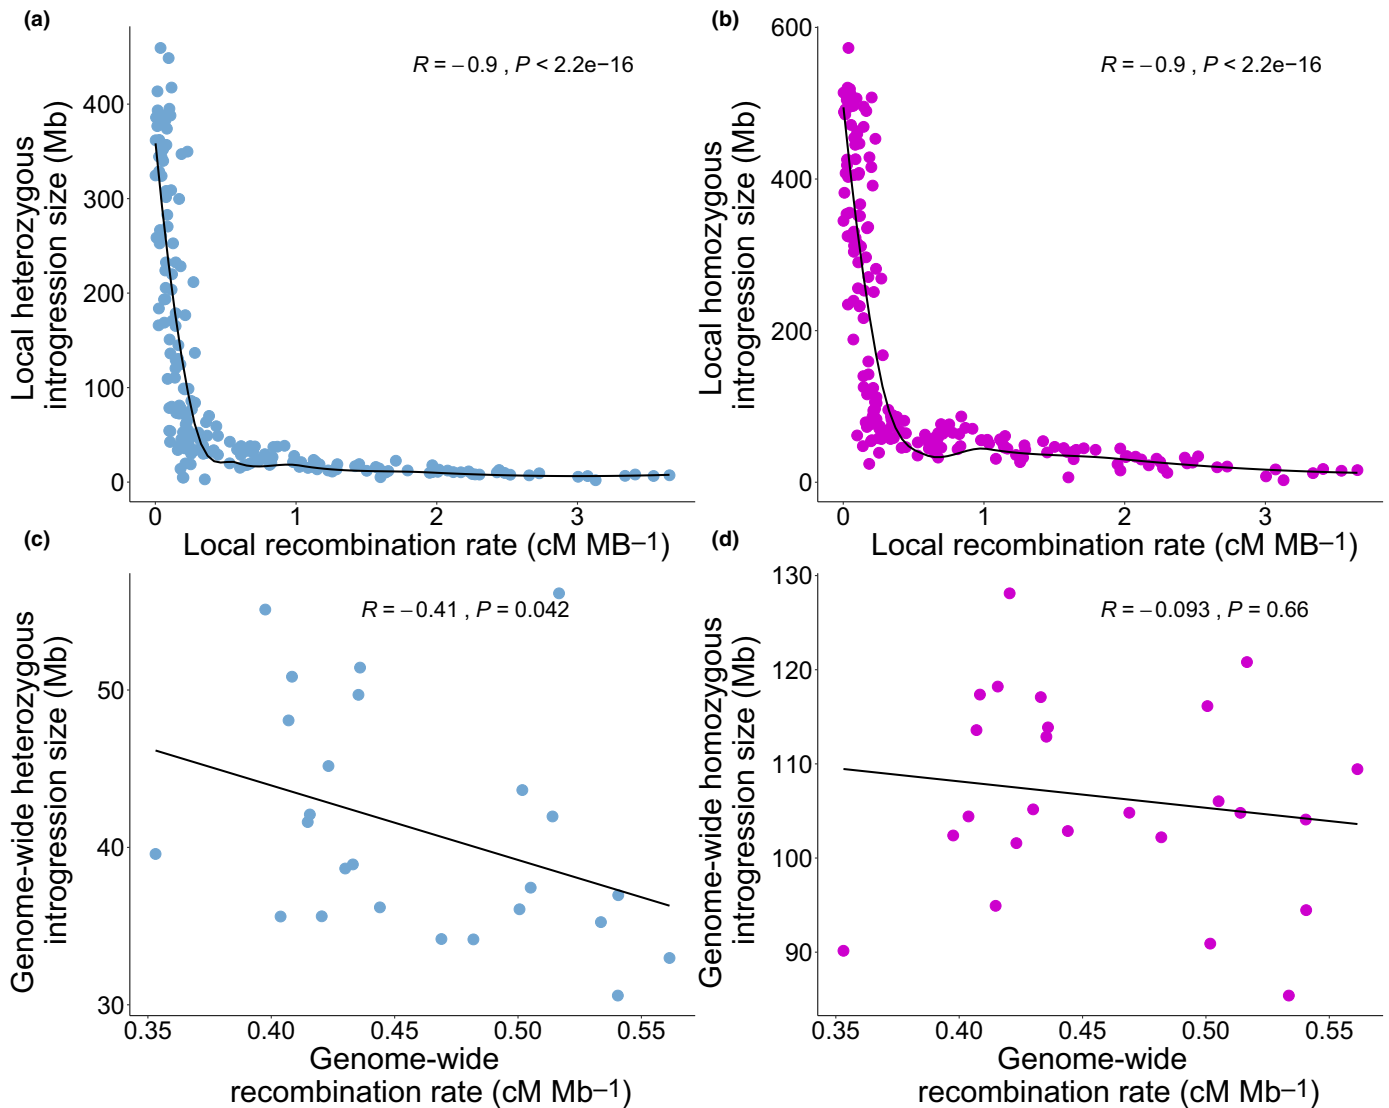 (a)
R = −0.9 , P < 2.2e−16
Local heterozygous
introgression size (Mb)
400
300
200
100
0
0 1 2 3
Local recombination rate (cM MB−1)
(b)
R = −0.9 , P < 2.2e−16
Local homozygous
introgression size (Mb)
600
400
200
0
0 1 2 3
Local recombination rate (cM MB−1)
(c)
R = −0.41 , P = 0.042
Genome-wide heterozygous
introgression size (Mb)
50
40
30
0.35 0.40 0.45 0.50 0.55
Genome-wide
recombination rate (cM Mb−1)
(d)
R = −0.093 , P = 0.66
Genome-wide homozygous
introgression size (Mb)
130
120
110
100
90
0.35 0.40 0.45 0.50 0.55
Genome-wide
recombination rate (cM Mb−1)